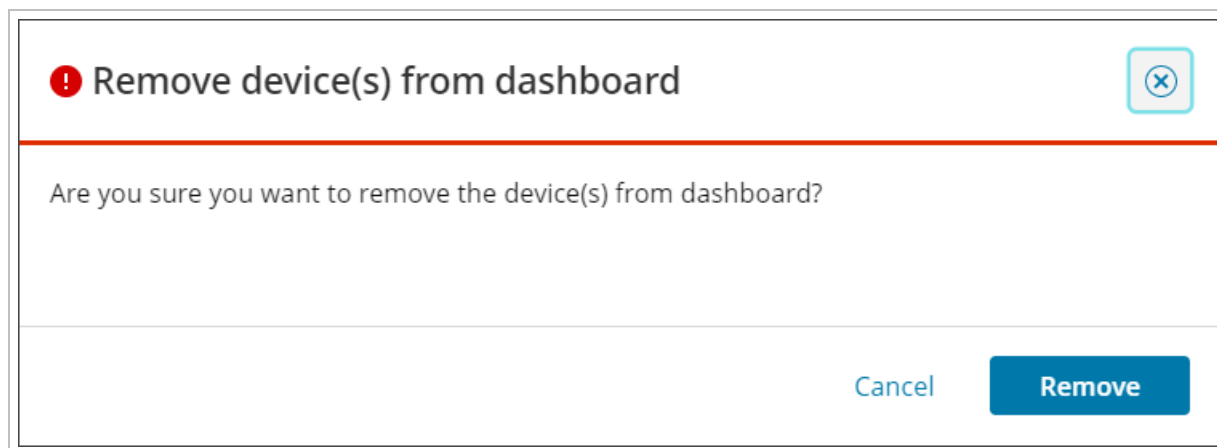 Remove device(s) from dashboard
Are you sure you want to remove the device(s) from dashboard?
Cancel
Remove